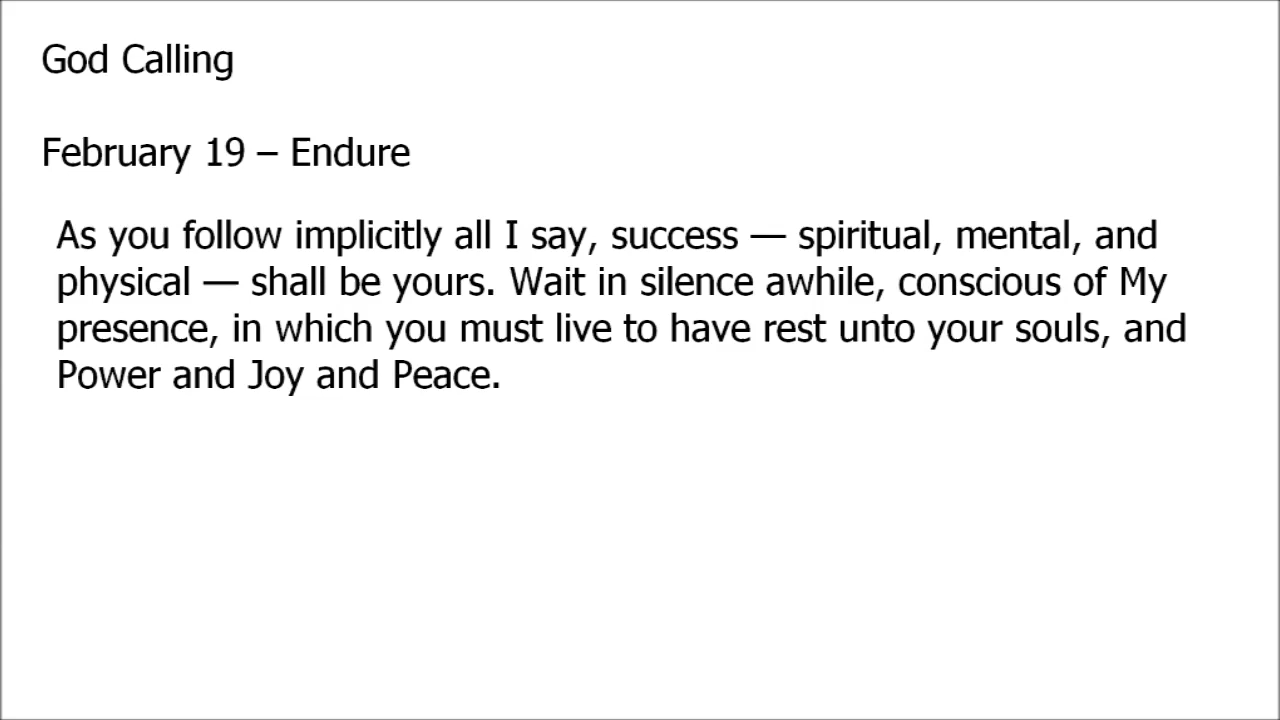 God Calling
February 19 – Endure
As you follow implicitly all I say, success — spiritual, mental, and
physical — shall be yours. Wait in silence awhile, conscious of My
presence, in which you must live to have rest unto your souls, and
Power and Joy and Peace.